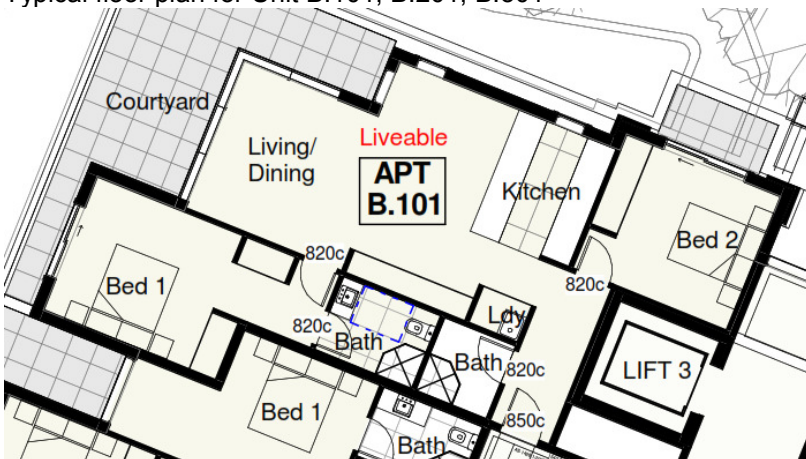 Typical floor plan for Unit B.101, B.201, B.301
Courtyard
Living/
Dining
Liveable
APT
B.101
Kitchen
Bed 2
820c
820c
Bed 1
820c
Bath
Ldy
Bath
820c
LIFT 3
850c
Bed 1
Bath